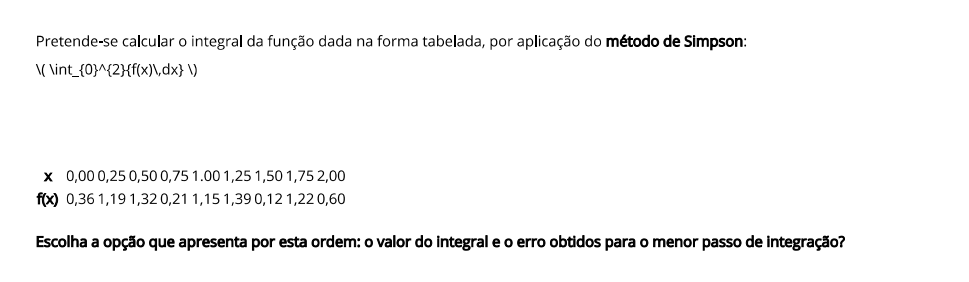 Pretende-se calcular o integral da função dada na forma tabelada, por aplicação do método de Simpson:
\( \int_{0}^{2}{f(x)\,dx} \)
x 0,00 0,25 0,50 0,75 1.00 1,25 1,50 1,75 2,00
f(x) 0,36 1,19 1,32 0,21 1,15 1,39 0,12 1,22 0,60
Escolha a opção que apresenta por esta ordem: o valor do integral e o erro obtidos para o menor passo de integração?